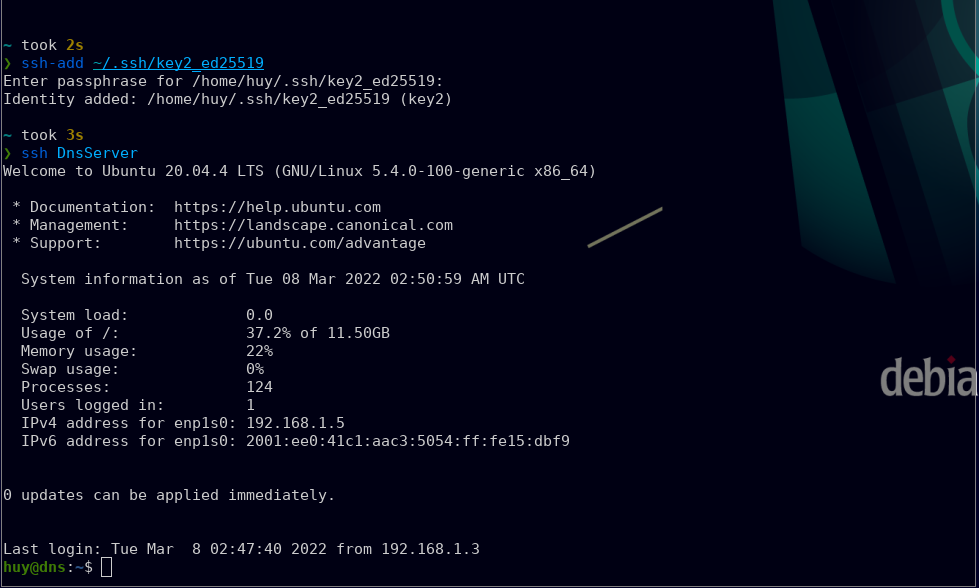 ~ took 2s
❯ ssh-add ~/.ssh/key2_ed25519
Enter passphrase for /home/huy/.ssh/key2_ed25519:
Identity added: /home/huy/.ssh/key2_ed25519 (key2)
~ took 3s
❯ ssh DnsServer
Welcome to Ubuntu 20.04.4 LTS (GNU/Linux 5.4.0-100-generic x86_64)
* Documentation:  https://help.ubuntu.com
* Management:     https://landscape.canonical.com
* Support:        https://ubuntu.com/advantage
System information as of Tue 08 Mar 2022 02:50:59 AM UTC
System load:             0.0
Usage of /:              37.2% of 11.50GB
Memory usage:            22%
Swap usage:              0%
Processes:               124
Users logged in:         1
IPv4 address for enp1s0: 192.168.1.5
IPv6 address for enp1s0: 2001:ee0:41c1:aac3:5054:ff:fe15:dbf9
debia
0 updates can be applied immediately.
Last login: Tue Mar  8 02:47:40 2022 from 192.168.1.3
huy@dns:~$